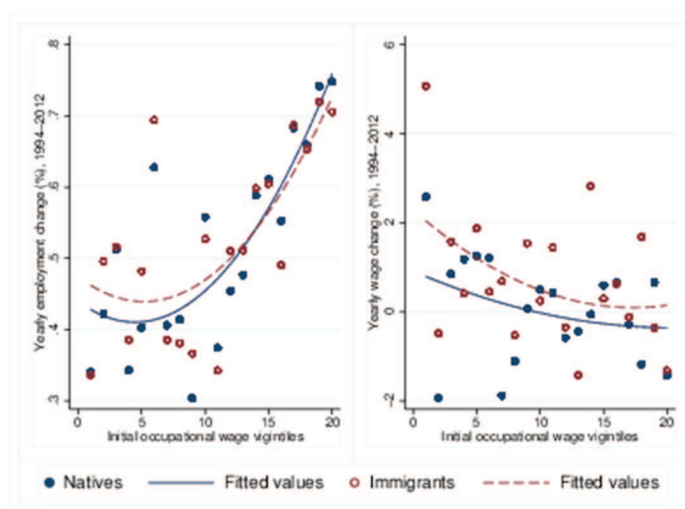 Yearly employment change (%), 1994–2012
.8
.7
.6
.5
.4
.3
0 5 10 15 20
Initial occupational wage vigintiles
Yearly wage change (%), 1994–2012
6
4
2
0
-2
0 5 10 15 20
Initial occupational wage vigintiles
Natives Fitted values Immigrants Fitted values